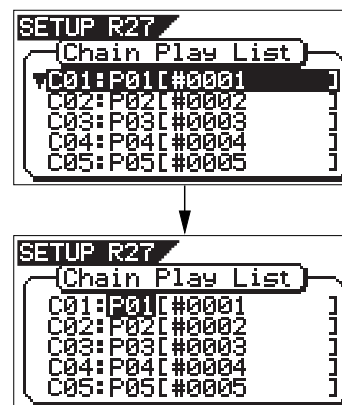 SETUP R27
Chain Play List
C01:P01[#0001 ]
C02:P02[#0002 ]
C03:P03[#0003 ]
C04:P04[#0004 ]
C05:P05[#0005 ]
SETUP R27
Chain Play List
C01:P01[#0001 ]
C02:P02[#0002 ]
C03:P03[#0003 ]
C04:P04[#0004 ]
C05:P05[#0005 ]